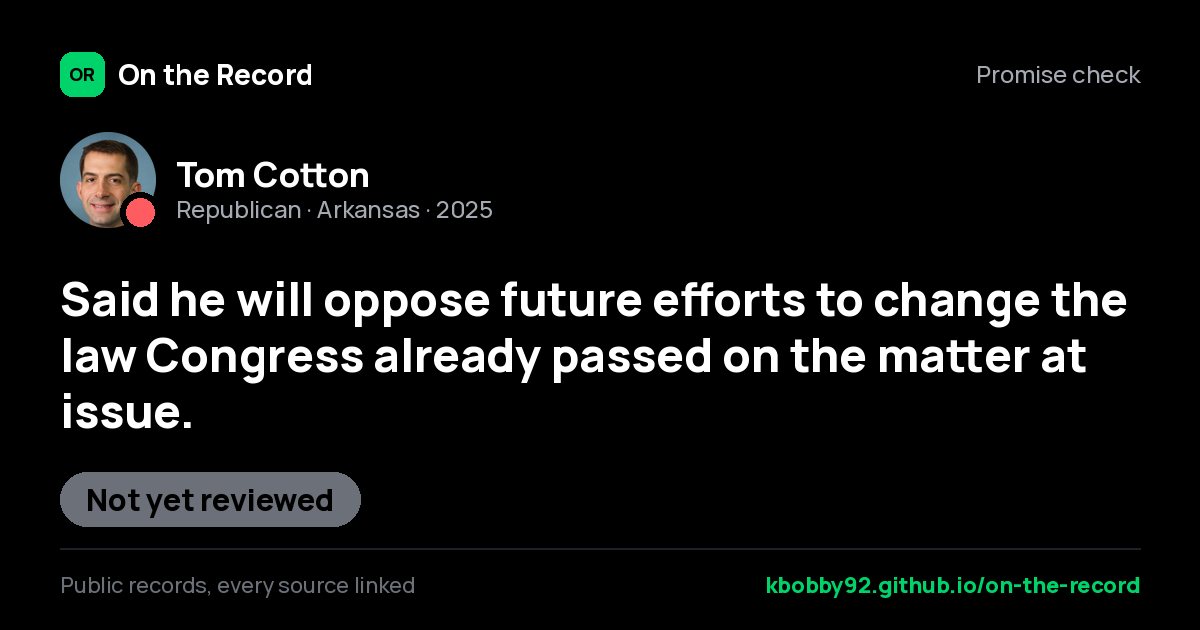 OR On the Record
Promise check
Tom Cotton
Republican · Arkansas · 2025
Said he will oppose future efforts to change the
law Congress already passed on the matter at
issue.
Not yet reviewed
Public records, every source linked
kbobby92.github.io/on-the-record